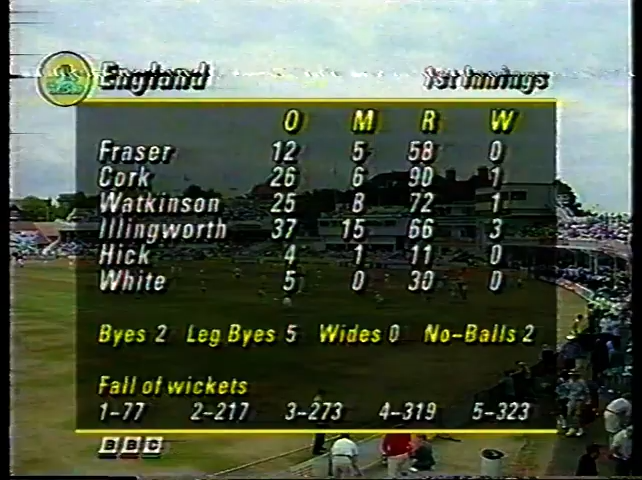 England 1st Innings
O M R W
Fraser 12 5 58 0
Cork 26 6 90 1
Watkinson 25 8 72 1
Illingworth 37 15 66 3
Hick 4 1 11 0
White 5 0 30 0
Byes 2 Leg Byes 5 Wides 0 No-Balls 2
Fall of wickets
1-77 2-217 3-273 4-319 5-323
BBC